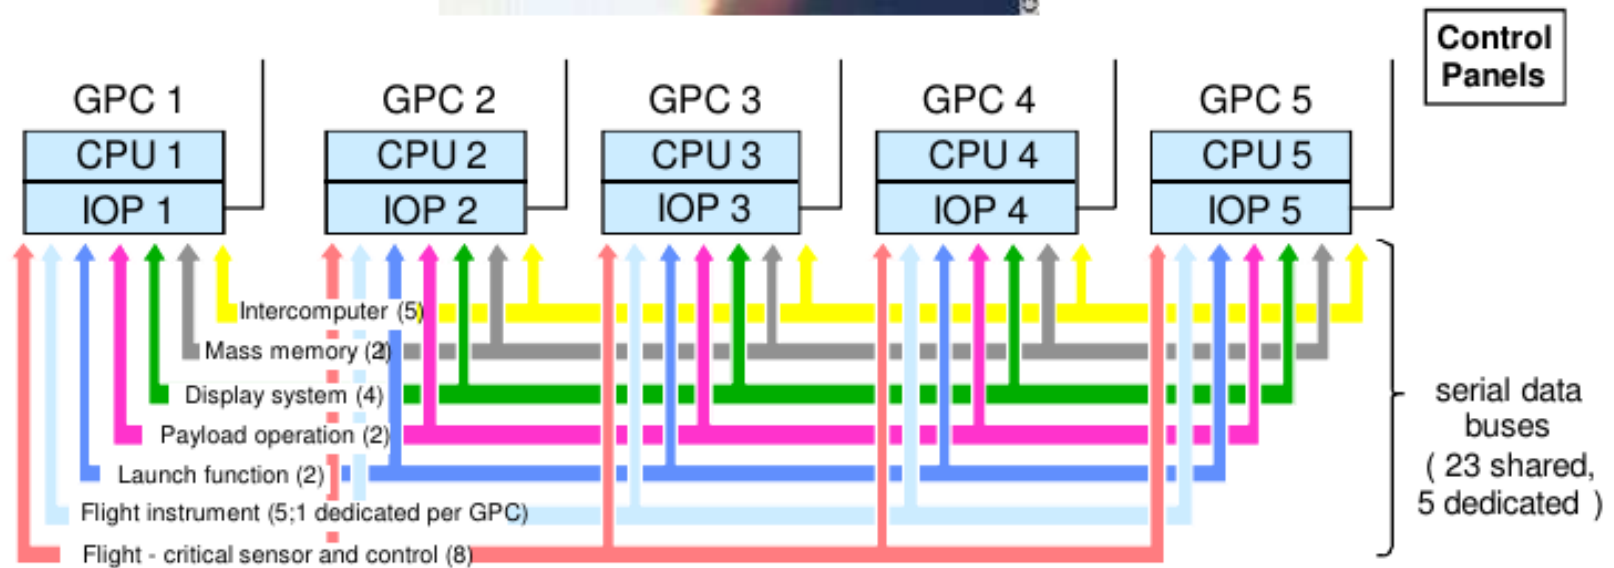 Control
Panels
GPC 1
GPC 2
GPC 3
GPC 4
GPC 5
CPU 1
CPU 2
CPU 3
CPU 4
CPU 5
IOP 1
IOP 2
IOP 3
IOP 4
IOP 5
Intercomputer (5)
Mass memory (2)
Display system (4)
Payload operation (2)
Launch function (2)
Flight instrument (5;1 dedicated per GPC)
Flight - critical sensor and control (8)
serial data
buses
( 23 shared,
5 dedicated )